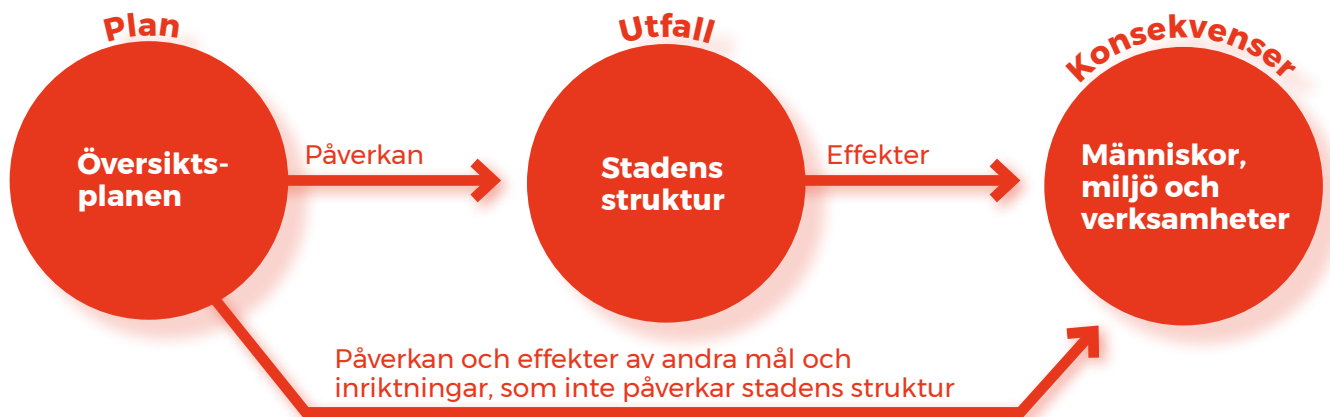 Plan
Utfall
Konsekvenser
Översikts-
planen
Påverkan
Stadens
struktur
Effekter
Människor,
miljö och
verksamheter
Påverkan och effekter av andra mål och
inriktningar, som inte påverkar stadens struktur